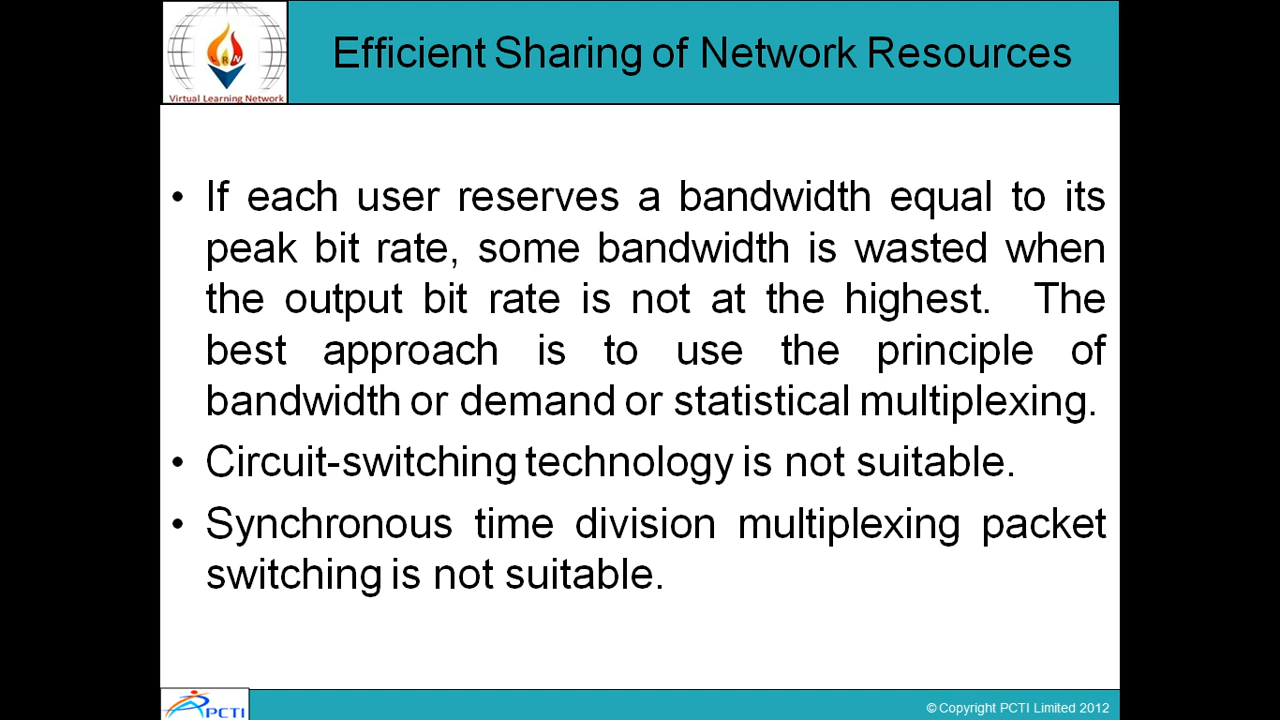 Efficient Sharing of Network Resources
Virtual Learning Network
• If each user reserves a bandwidth equal to its
peak bit rate, some bandwidth is wasted when
the output bit rate is not at the highest. The
best approach is to use the principle of
bandwidth or demand or statistical multiplexing.
• Circuit-switching technology is not suitable.
• Synchronous time division multiplexing packet
switching is not suitable.
PCTI
© Copyright PCTI Limited 2012